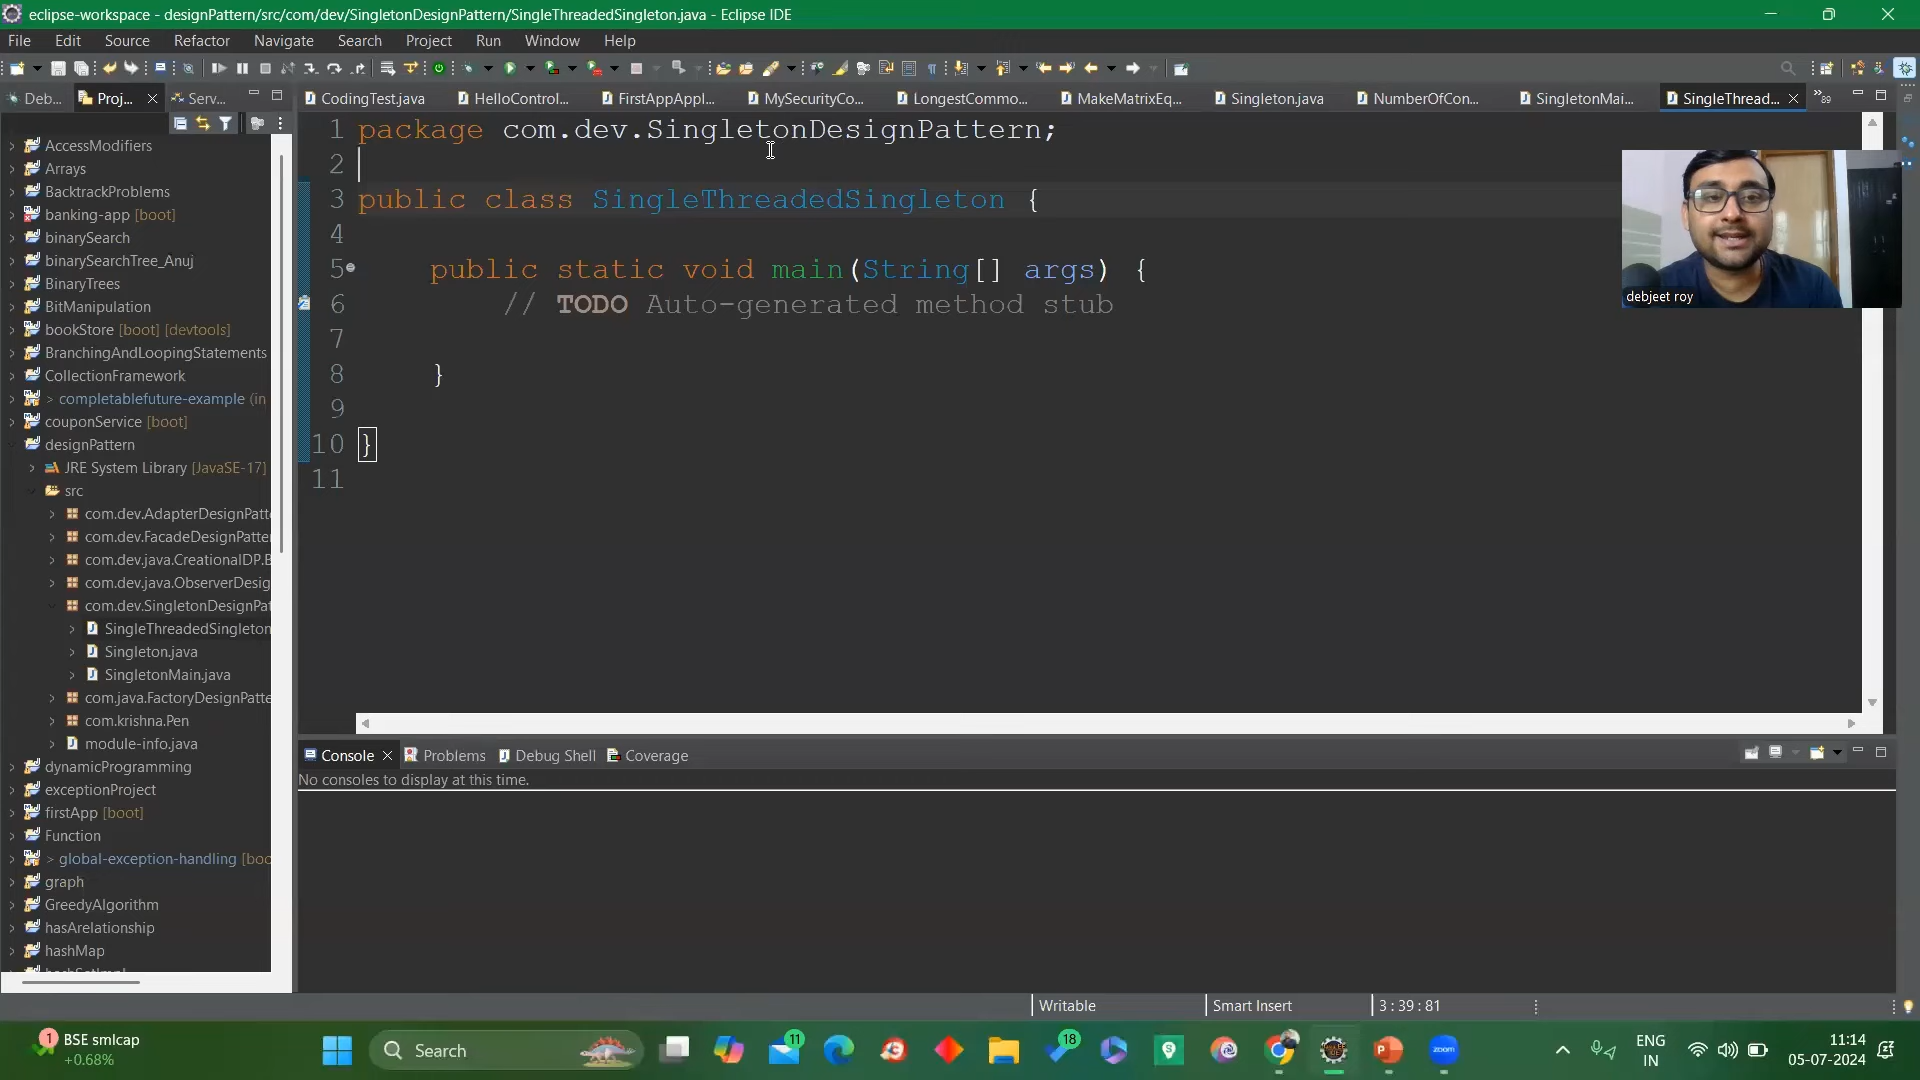 eclipse-workspace - designPattern/src/com/dev/SingletonDesignPattern/SingleThreadedSingleton.java - Eclipse IDE
File Edit Source Refactor Navigate Search Project Run Window Help
Deb... Proj... Serv...
CodingTest.java HelloControl... FirstAppAppl... MySecurityCo... LongestCommo... MakeMatrixEq... Singleton.java NumberOfCon... SingletonMai... SingleThread... »89
1 package com.dev.SingletonDesignPattern;
2
3 public class SingleThreadedSingleton {
4
5 public static void main(String[] args) {
6 // TODO Auto-generated method stub
7
8 }
9
10 }
11
AccessModifiers
Arrays
BacktrackProblems
banking-app [boot]
binarySearch
binarySearchTree_Anuj
BinaryTrees
BitManipulation
bookStore [boot] [devtools]
BranchingAndLoopingStatements
CollectionFramework
> completablefuture-example (in
couponService [boot]
designPattern
JRE System Library [JavaSE-17]
src
com.dev.AdapterDesignPatt
com.dev.FacadeDesignPatte
com.dev.java.CreationalDP.B
com.dev.java.ObserverDesig
com.dev.SingletonDesignPat
SingleThreadedSingleton
Singleton.java
SingletonMain.java
com.java.FactoryDesignPatte
com.krishna.Pen
module-info.java
dynamicProgramming
exceptionProject
firstApp [boot]
Function
> global-exception-handling [boo
graph
GreedyAlgorithm
hasArelationship
hashMap
debjeet roy
Console Problems Debug Shell Coverage
No consoles to display at this time.
Writable Smart Insert 3 : 39 : 81
1 BSE smlcap
+0.68%
Search
11
18
zoom
ENG
IN
11:14
05-07-2024